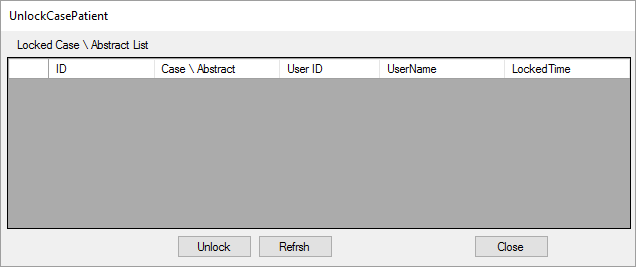 UnlockCasePatient
Locked Case \ Abstract List
ID Case \ Abstract User ID UserName LockedTime
Unlock Refrsh Close